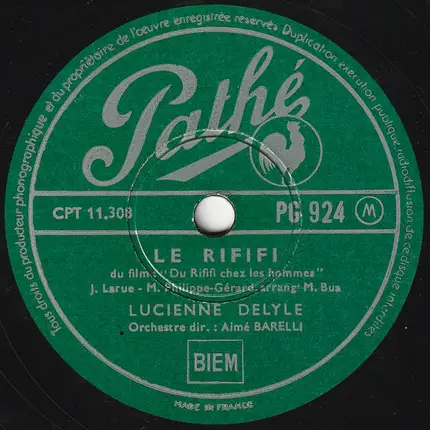 Tous droits du producteur phonographique et du propriétaire de l'œuvre enregistrée réservés. Duplication, exécution publique, radiodiffusion de ce disque interdites
Pathé
CPT 11.308
PG 924 M
LE RIFIFI
du film : "Du Rififi chez les hommes"
J. Larue - M. Philippe-Gérard, arrangt M. Bua
LUCIENNE DELYLE
Orchestre dir. : Aimé BARELLI
BIEM
MADE IN FRANCE